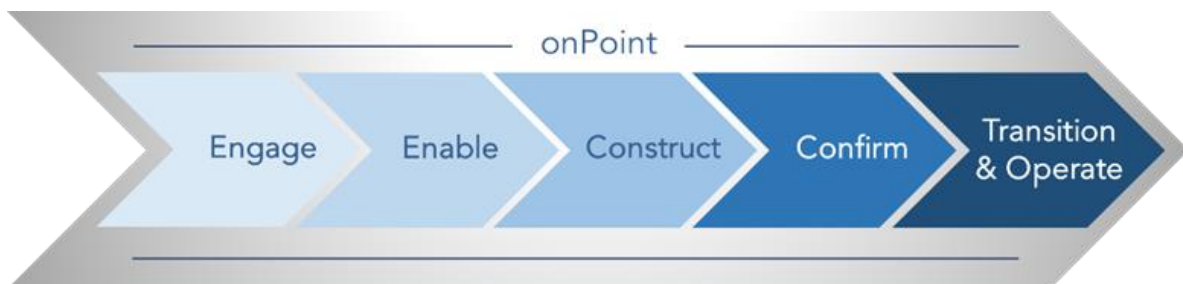 onPoint
Engage
Enable
Construct
Confirm
Transition
& Operate